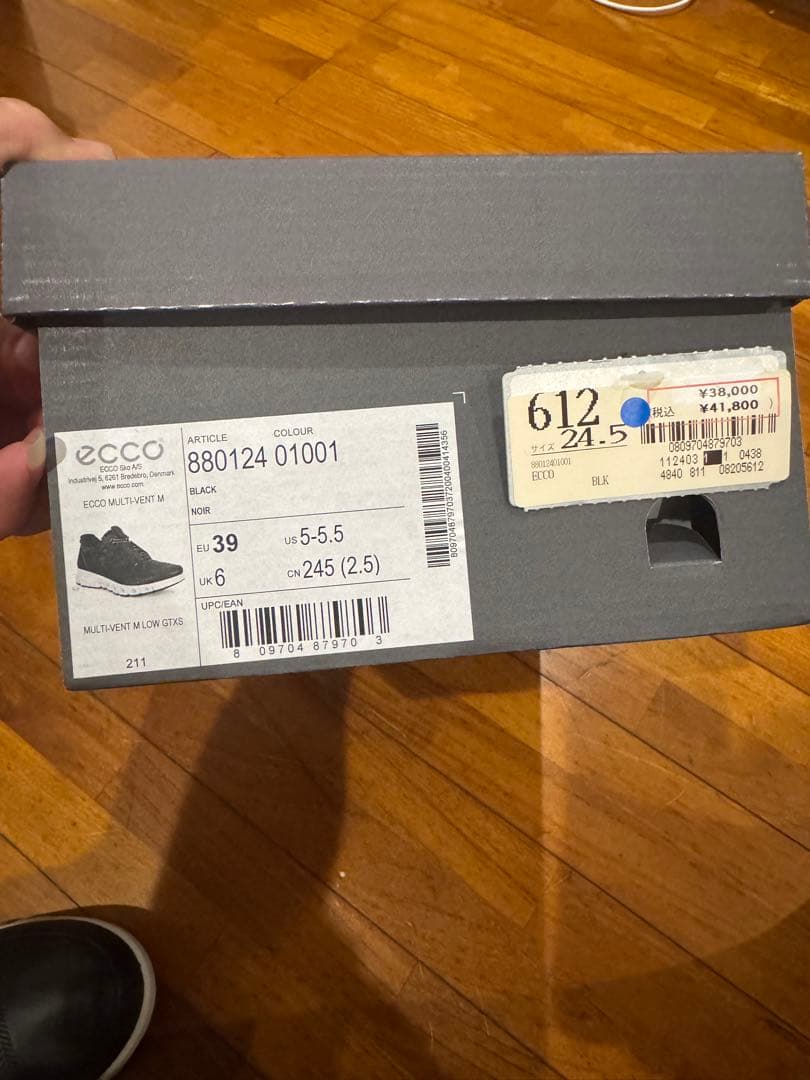 ecco
ECCO Sko A/S
Industrivej 5, 6261 Bredebro, Denmark
www.ecco.com
ECCO MULTI-VENT M
MULTI-VENT M LOW GTXS
211
ARTICLE COLOUR
880124 01001
BLACK
NOIR
EU 39 US 5-5.5
UK 6 CN 245 (2.5)
UPC/EAN
8 09704 87970 3
8097048797037200400414356
612
税込
¥38,000
¥41,800 )
サイズ 24.5
0809704879703
88012401001
ECCO BLK
112403 1 0438
4840 811 08205612